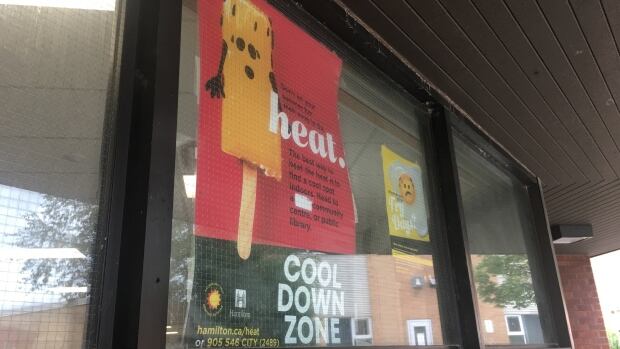 heat.
The best way to
beat the heat is to
find a cool spot
indoors. Head to
a community
centre, or public
library.
COOL
DOWN
ZONE
Hamilton
hamilton.ca/heat
or 905 546 CITY (2489)